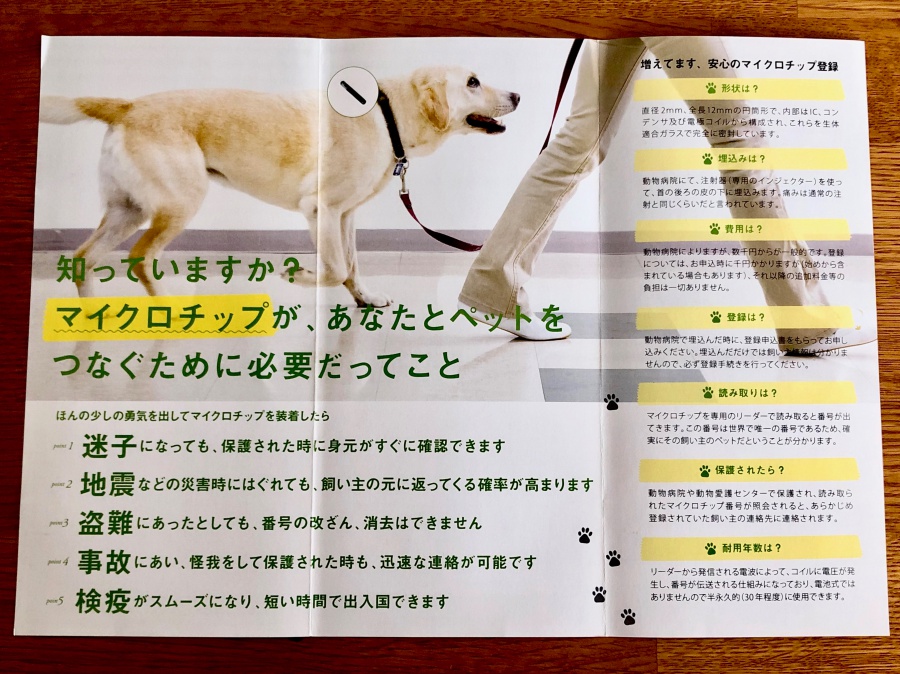 知っていますか？
マイクロチップが、あなたとペットを
つなぐために必要だってこと
ほんの少しの勇気を出してマイクロチップを装着したら
point 1 迷子になっても、保護された時に身元がすぐに確認できます
point 2 地震などの災害時にはぐれても、飼い主の元に返ってくる確率が高まります
point 3 盗難にあったとしても、番号の改ざん、消去はできません
point 4 事故にあい、怪我をして保護された時も、迅速な連絡が可能です
point 5 検疫がスムーズになり、短い時間で出入国できます
増えてます、安心のマイクロチップ登録
形状は？
直径2mm、全長12mmの円筒形で、内部はIC、コン
デンサ及び電極コイルから構成され、これらを生体
適合ガラスで完全に密封しています。
埋込みは？
動物病院にて、注射器（専用のインジェクター）を使っ
て、首の後ろの皮の下に埋込みます。痛みは通常の注
射と同じくらいだと言われています。
費用は？
動物病院によりますが、数千円からが一般的です。登録
については、お申込時に千円かかりますが（始めから含
まれている場合もあります）、それ以降の追加料金等の
負担は一切ありません。
登録は？
動物病院で埋込んだ時に、登録申込書をもらってお申し
込みください。埋込んだだけでは飼い主情報は分かりま
せんので、必ず登録手続きを行ってください。
読み取りは？
マイクロチップを専用のリーダーで読み取ると番号が出
てきます。この番号は世界で唯一の番号であるため、確
実にその飼い主のペットだということが分かります。
保護されたら？
動物病院や動物愛護センターで保護され、読み取ら
れたマイクロチップ番号が照会されると、あらかじめ
登録されていた飼い主の連絡先に連絡されます。
耐用年数は？
リーダーから発信される電波によって、コイルに電圧が発
生し、番号が伝送される仕組みになっており、電池式では
ありませんので半永久的（30年程度）に使用できます。